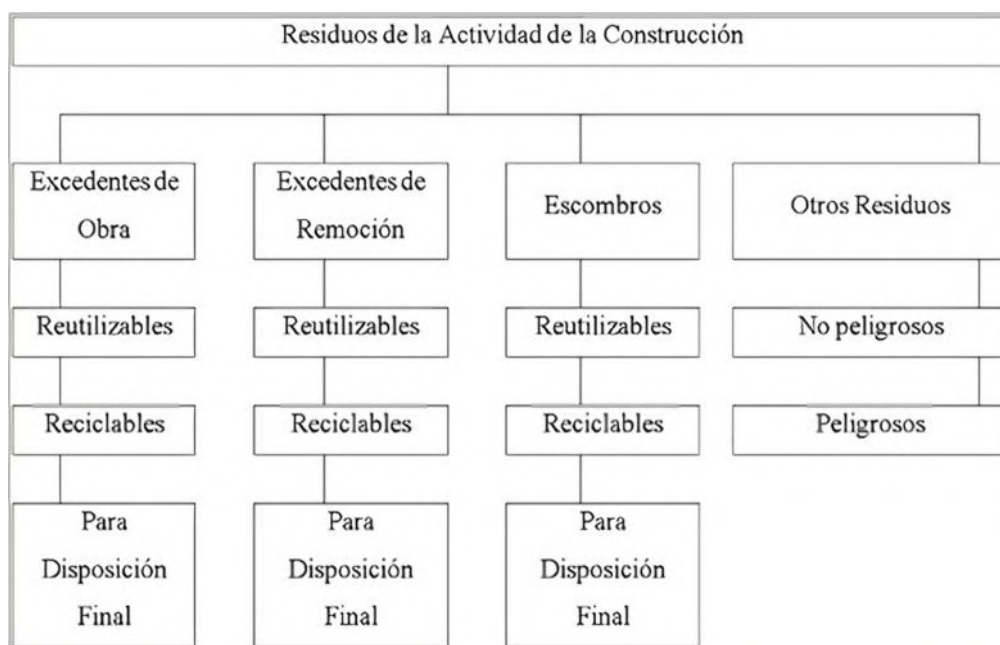 Residuos de la Actividad de la Construcción
Excedentes de
Obra
Excedentes de
Remoción
Escombros
Otros Residuos
Reutilizables
Reutilizables
Reutilizables
No peligrosos
Reciclables
Reciclables
Reciclables
Peligrosos
Para
Disposición
Final
Para
Disposición
Final
Para
Disposición
Final